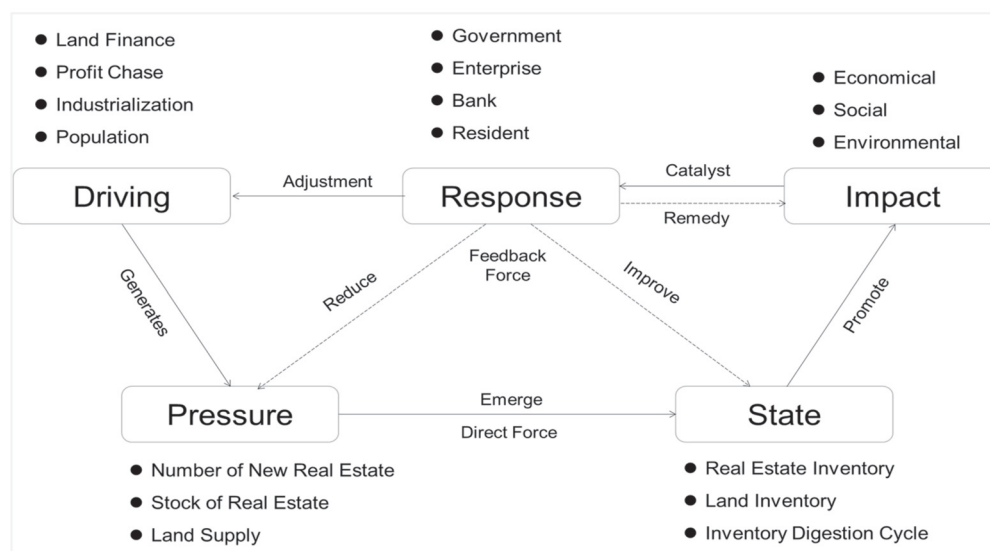 Land Finance
Profit Chase
Industrialization
Population
Government
Enterprise
Bank
Resident
Economical
Social
Environmental
Driving
Adjustment
Response
Catalyst
Remedy
Impact
Generates
Reduce
Feedback
Force
Improve
Promote
Pressure
Emerge
Direct Force
State
Number of New Real Estate
Stock of Real Estate
Land Supply
Real Estate Inventory
Land Inventory
Inventory Digestion Cycle